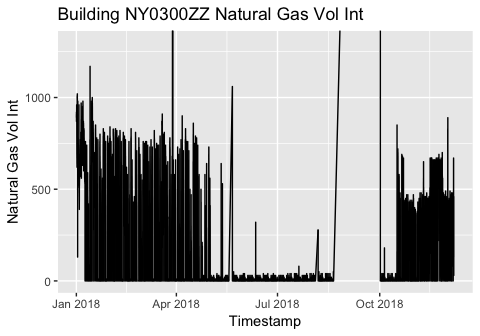 Building NY0300ZZ Natural Gas Vol Int
Natural Gas Vol Int
1000
500
0
Jan 2018
Apr 2018
Jul 2018
Oct 2018
Timestamp